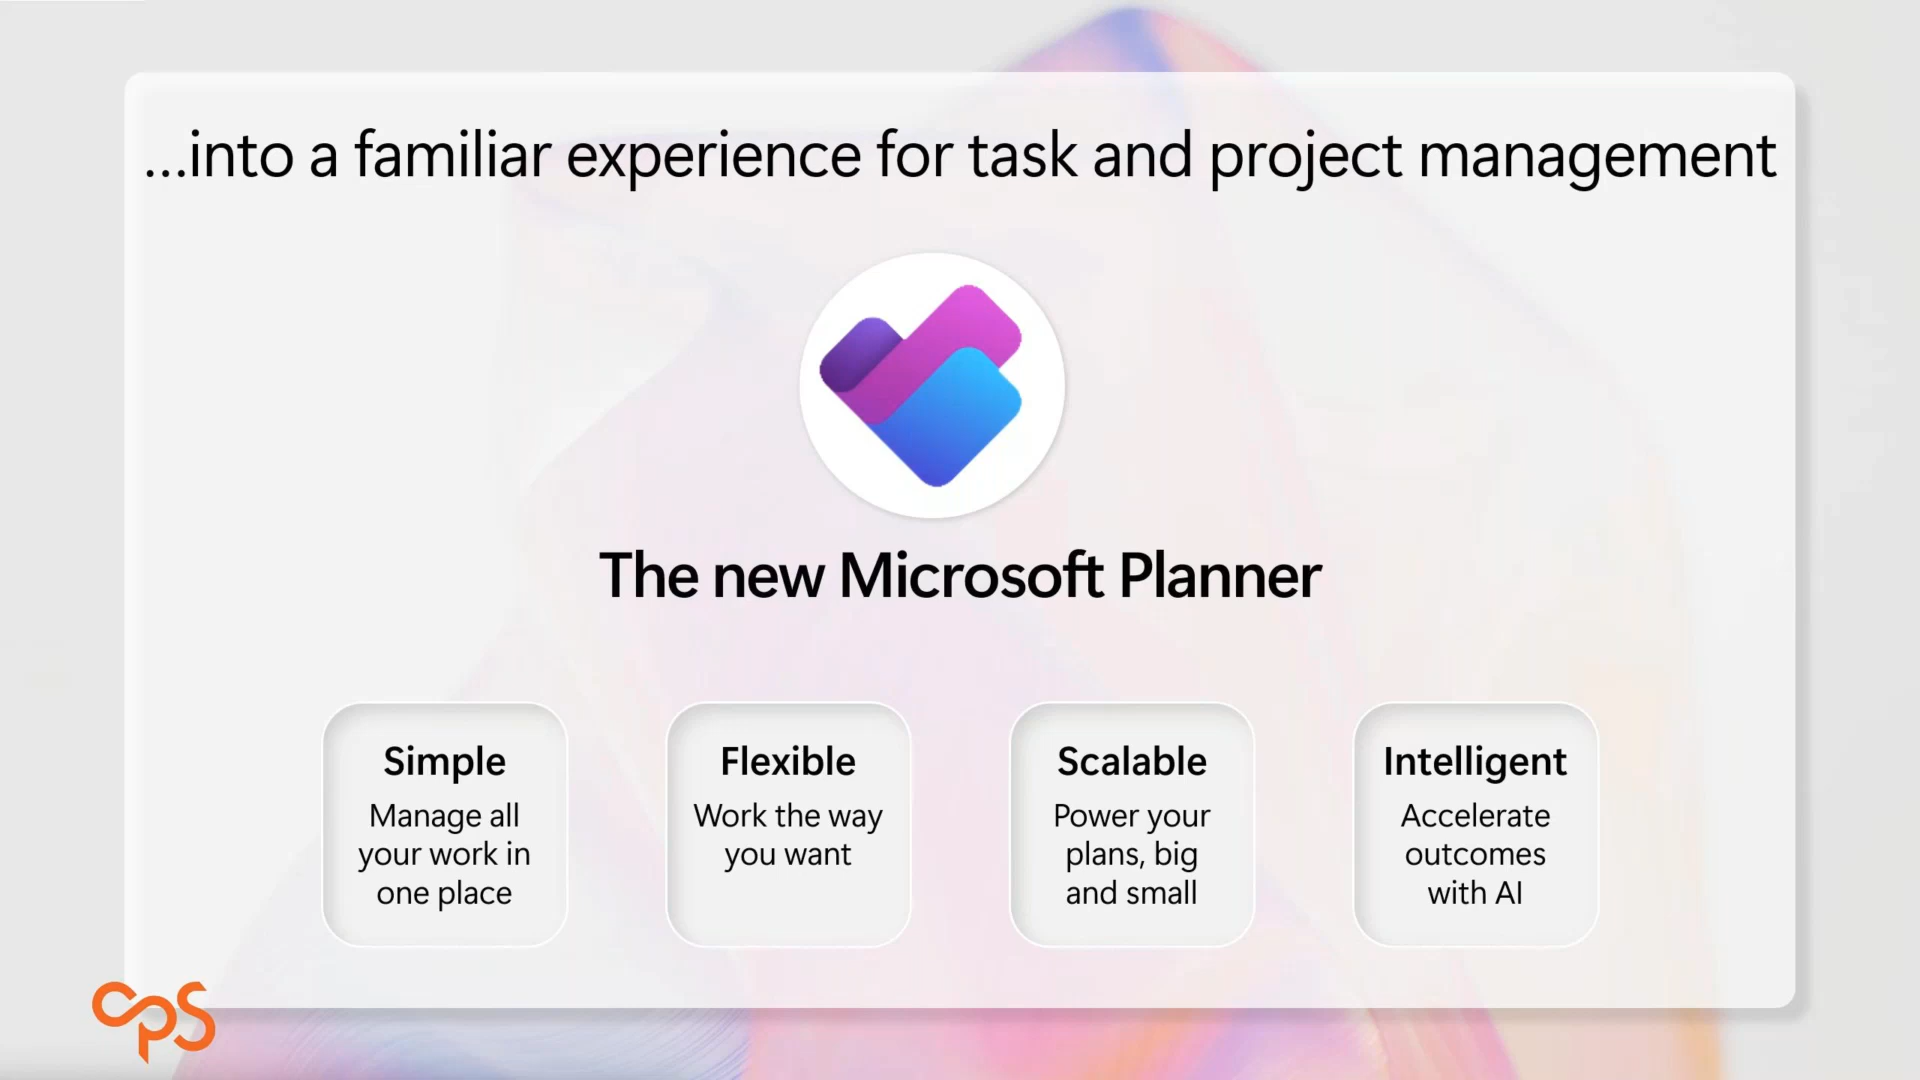 ...into a familiar experience for task and project management
The new Microsoft Planner
Simple
Manage all
your work in
one place
Flexible
Work the way
you want
Scalable
Power your
plans, big
and small
Intelligent
Accelerate
outcomes
with AI
cps